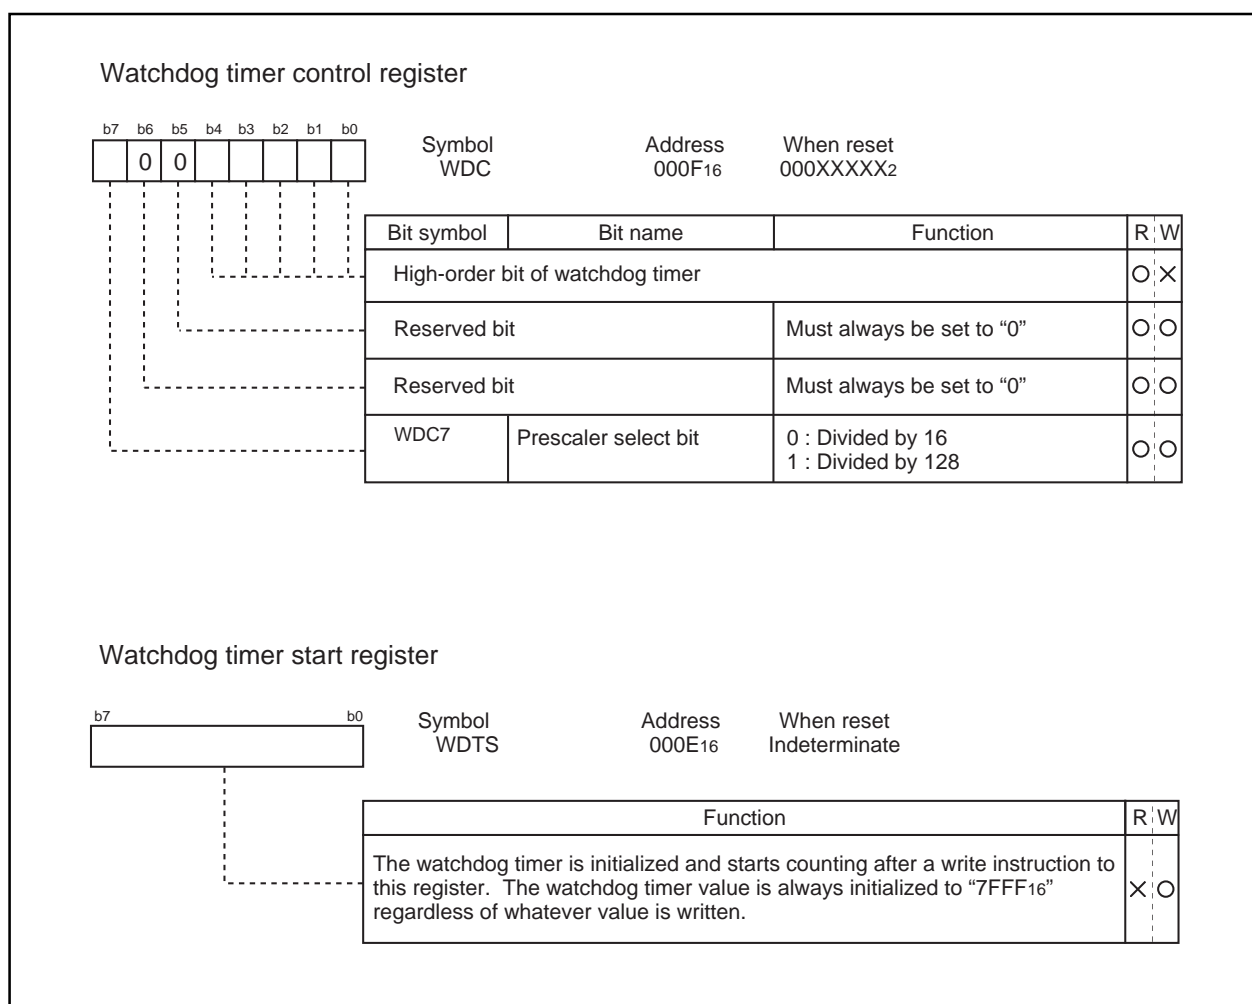 Watchdog timer control register
b7 b6 b5 b4 b3 b2 b1 b0
0 0
Symbol Address When reset
WDC 000F16 000XXXXX2
Bit symbol Bit name Function R W
High-order bit of watchdog timer
Reserved bit Must always be set to “0”
Reserved bit Must always be set to “0”
WDC7 Prescaler select bit 0 : Divided by 16
1 : Divided by 128
Watchdog timer start register
b7 b0
Symbol Address When reset
WDTS 000E16 Indeterminate
Function R W
The watchdog timer is initialized and starts counting after a write instruction to
this register. The watchdog timer value is always initialized to “7FFF16”
regardless of whatever value is written.